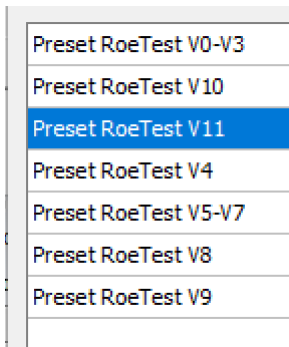 Preset RoeTest V0-V3
Preset RoeTest V10
Preset RoeTest V11
Preset RoeTest V4
Preset RoeTest V5-V7
Preset RoeTest V8
Preset RoeTest V9